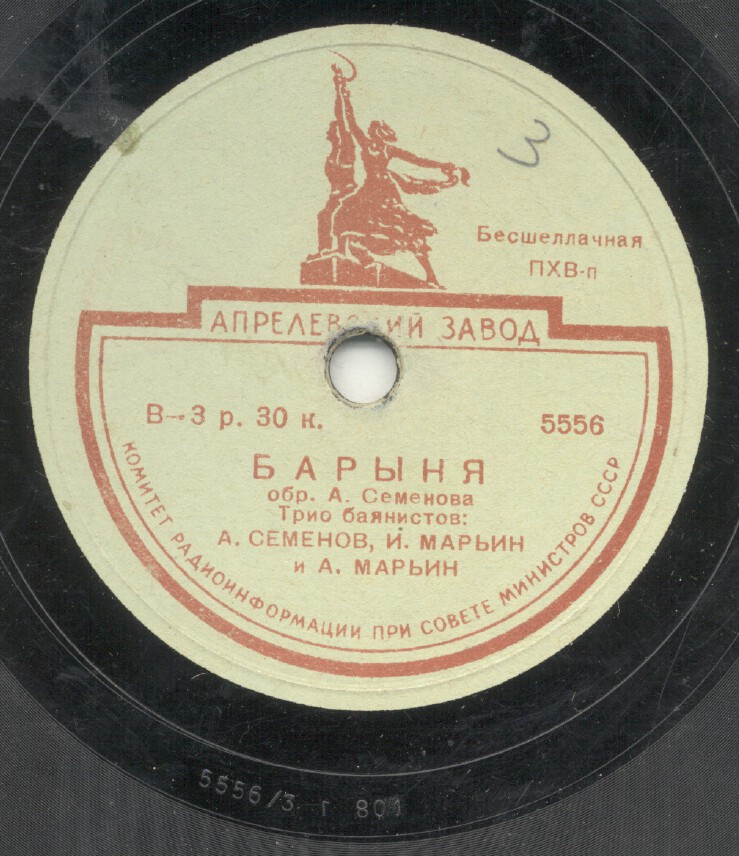 3
Бесшеллачная
ПХВ-п
АПРЕЛЕВСКИЙ ЗАВОД
В-3 р. 30 к.
5556
БАРЫНЯ
обр. А. Семенова
Трио баянистов:
А. СЕМЕНОВ, И. МАРЬИН
и А. МАРЬИН
КОМИТЕТ РАДИОИНФОРМАЦИИ ПРИ СОВЕТЕ МИНИСТРОВ СССР
5556/3 г 801